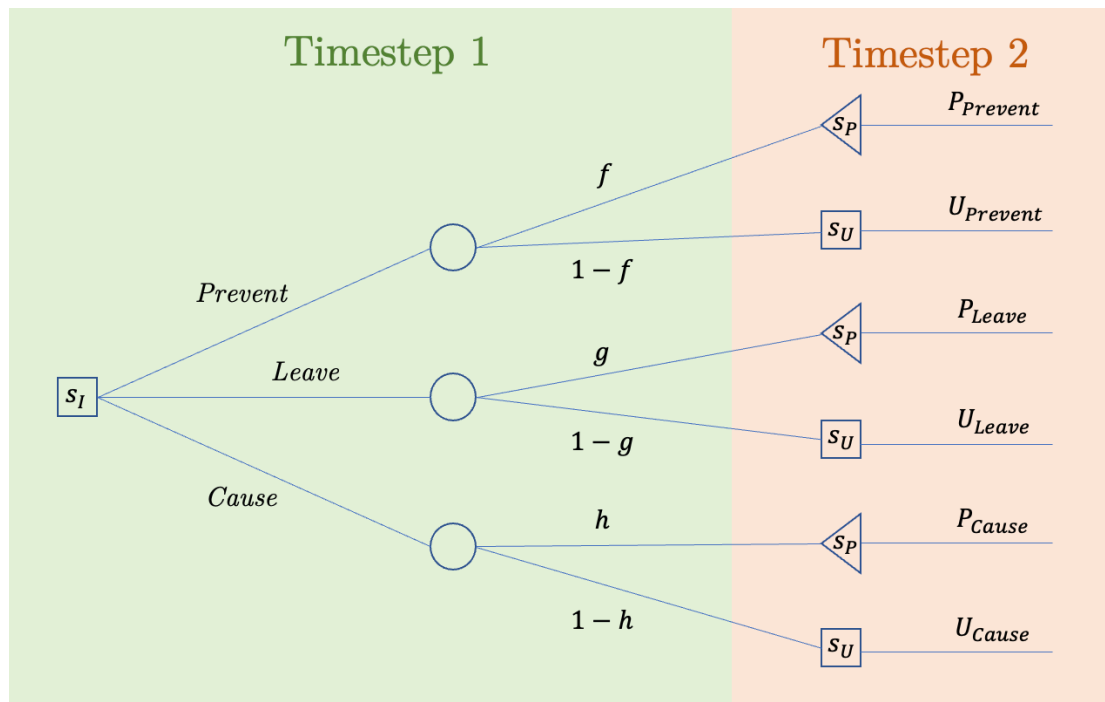 Timestep 1
Timestep 2
P_Prevent
s_P
f
U_Prevent
s_U
1 − f
Prevent
P_Leave
s_P
g
Leave
s_I
U_Leave
s_U
1 − g
Cause
P_Cause
s_P
h
U_Cause
s_U
1 − h